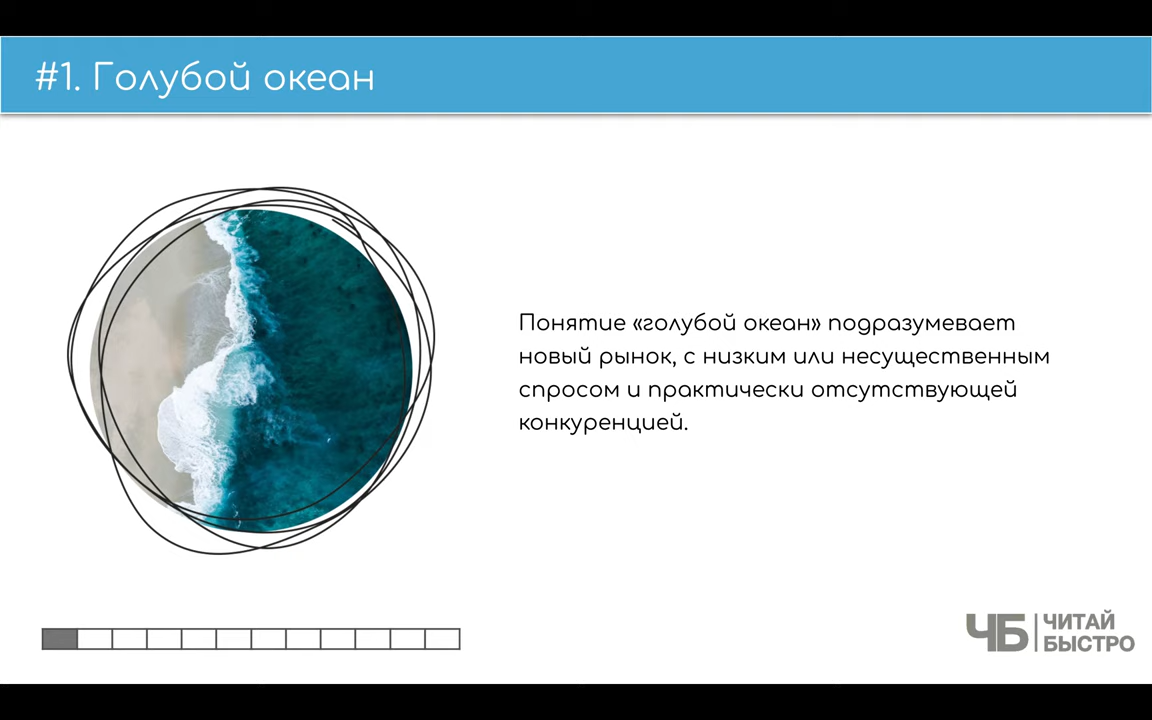 #1. Голубой океан
Понятие «голубой океан» подразумевает
новый рынок, с низким или несущественным
спросом и практически отсутствующей
конкуренцией.
ЧБ
ЧИТАЙ
БЫСТРО